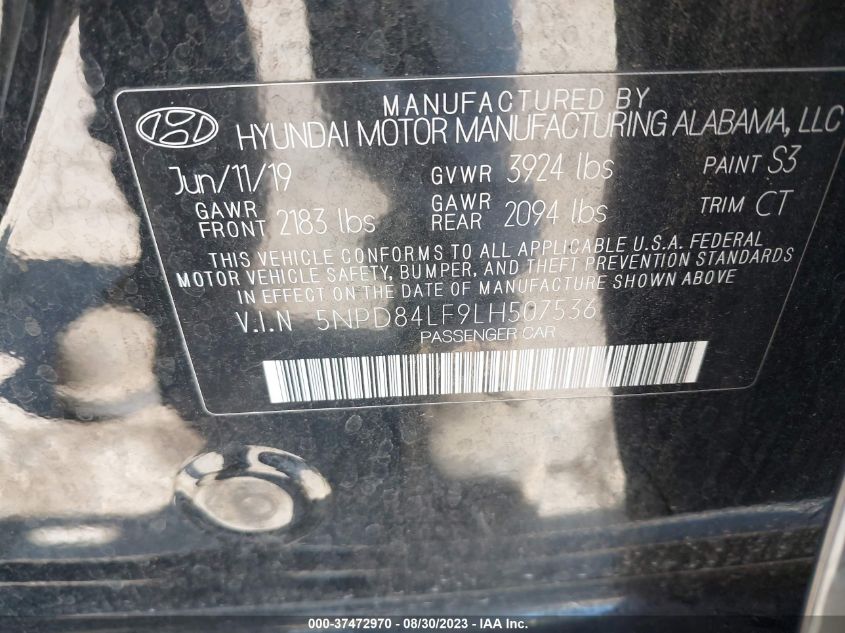 MANUFACTURED BY
HYUNDAI MOTOR MANUFACTURING ALABAMA, LLC
Jun/11/19 GVWR 3924 lbs PAINT S3
GAWR FRONT 2183 lbs GAWR REAR 2094 lbs TRIM CT
THIS VEHICLE CONFORMS TO ALL APPLICABLE U.S.A. FEDERAL
MOTOR VEHICLE SAFETY, BUMPER, AND THEFT PREVENTION STANDARDS
IN EFFECT ON THE DATE OF MANUFACTURE SHOWN ABOVE
V.I.N 5NPD84LF9LH507536
PASSENGER CAR
000-37472970 - 08/30/2023 - IAA Inc.